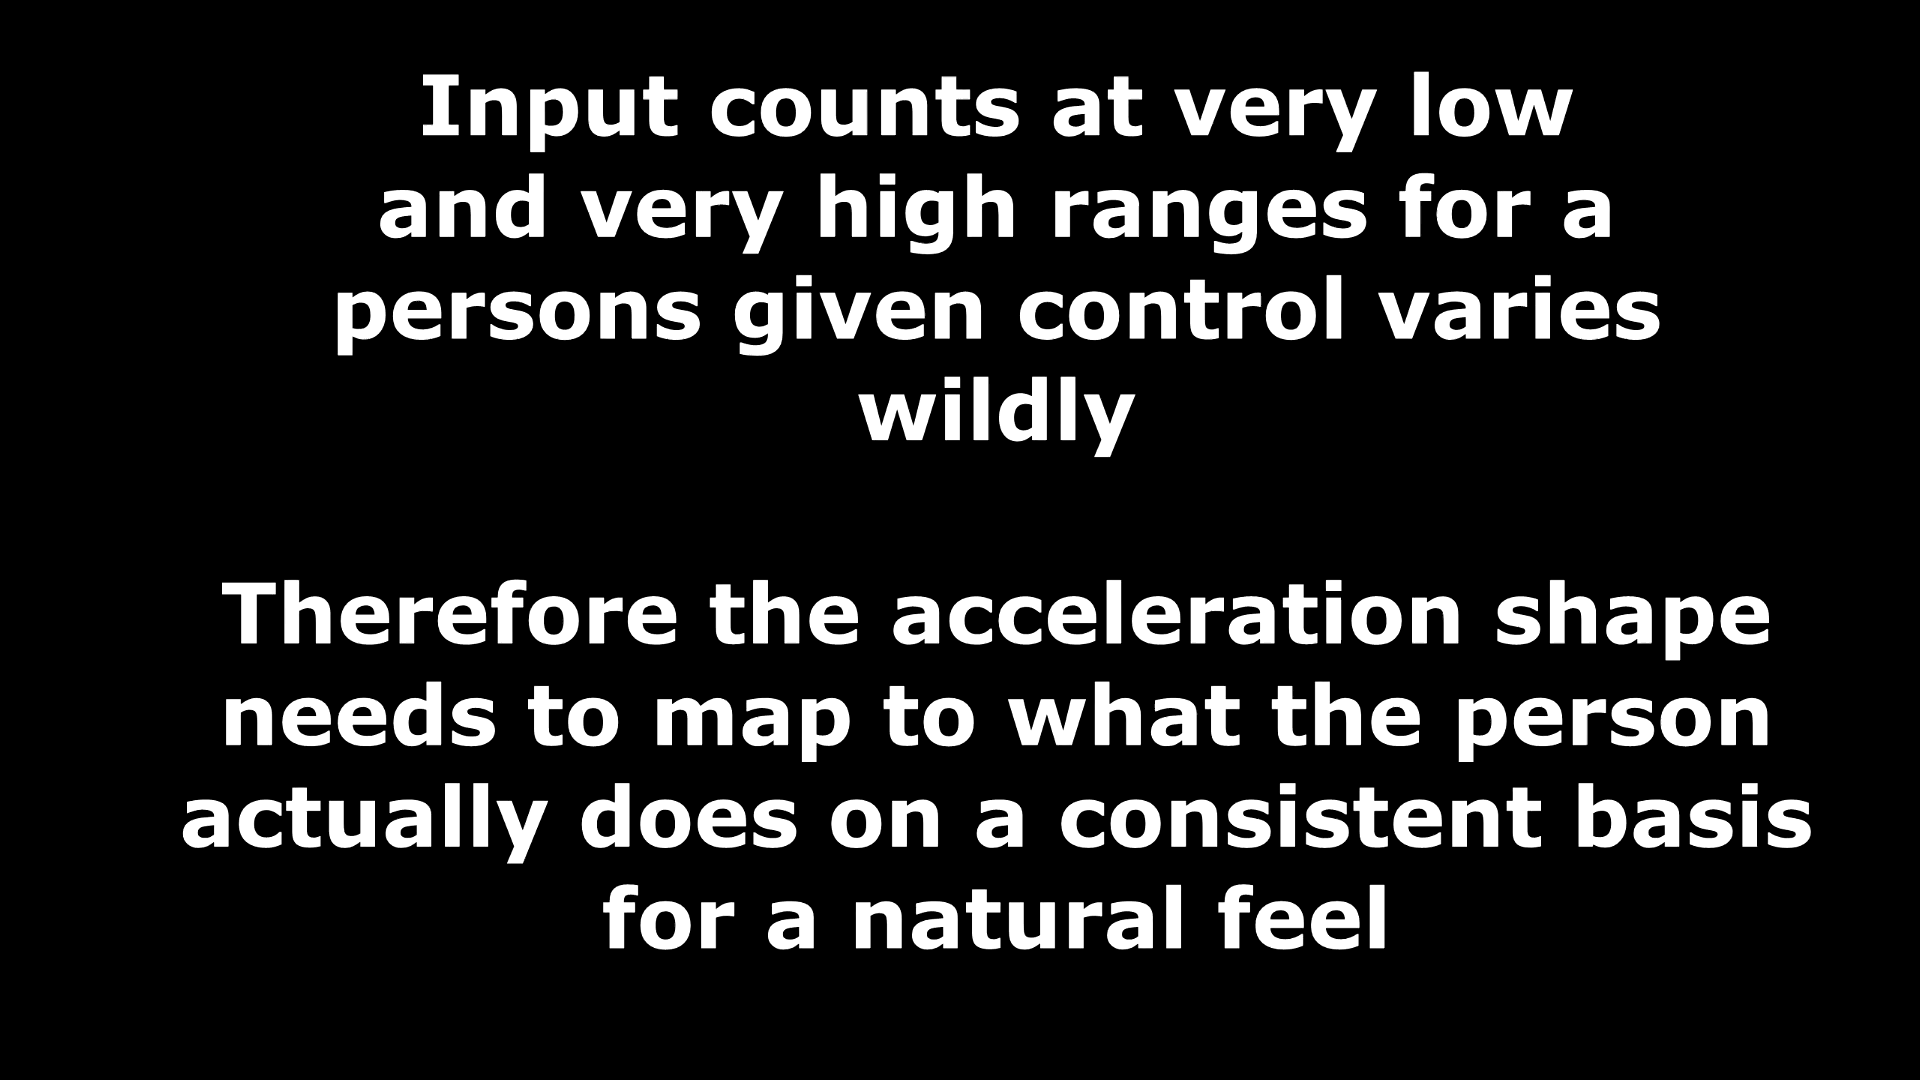 Input counts at very low
and very high ranges for a
persons given control varies
wildly
Therefore the acceleration shape
needs to map to what the person
actually does on a consistent basis
for a natural feel